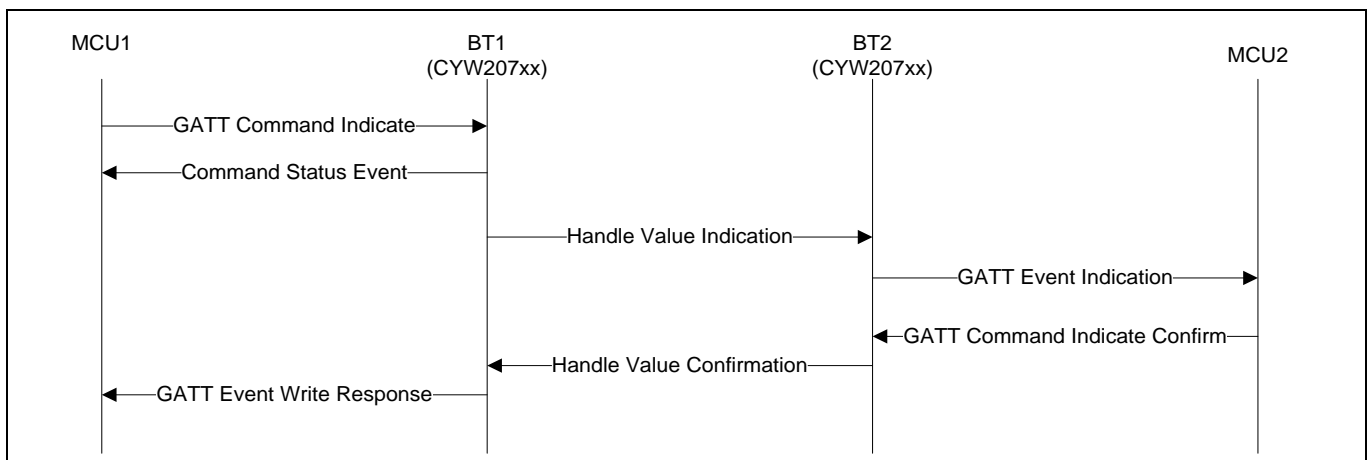 MCU1
BT1
(CYW207xx)
BT2
(CYW207xx)
MCU2
GATT Command Indicate
Command Status Event
Handle Value Indication
GATT Event Indication
GATT Command Indicate Confirm
Handle Value Confirmation
GATT Event Write Response